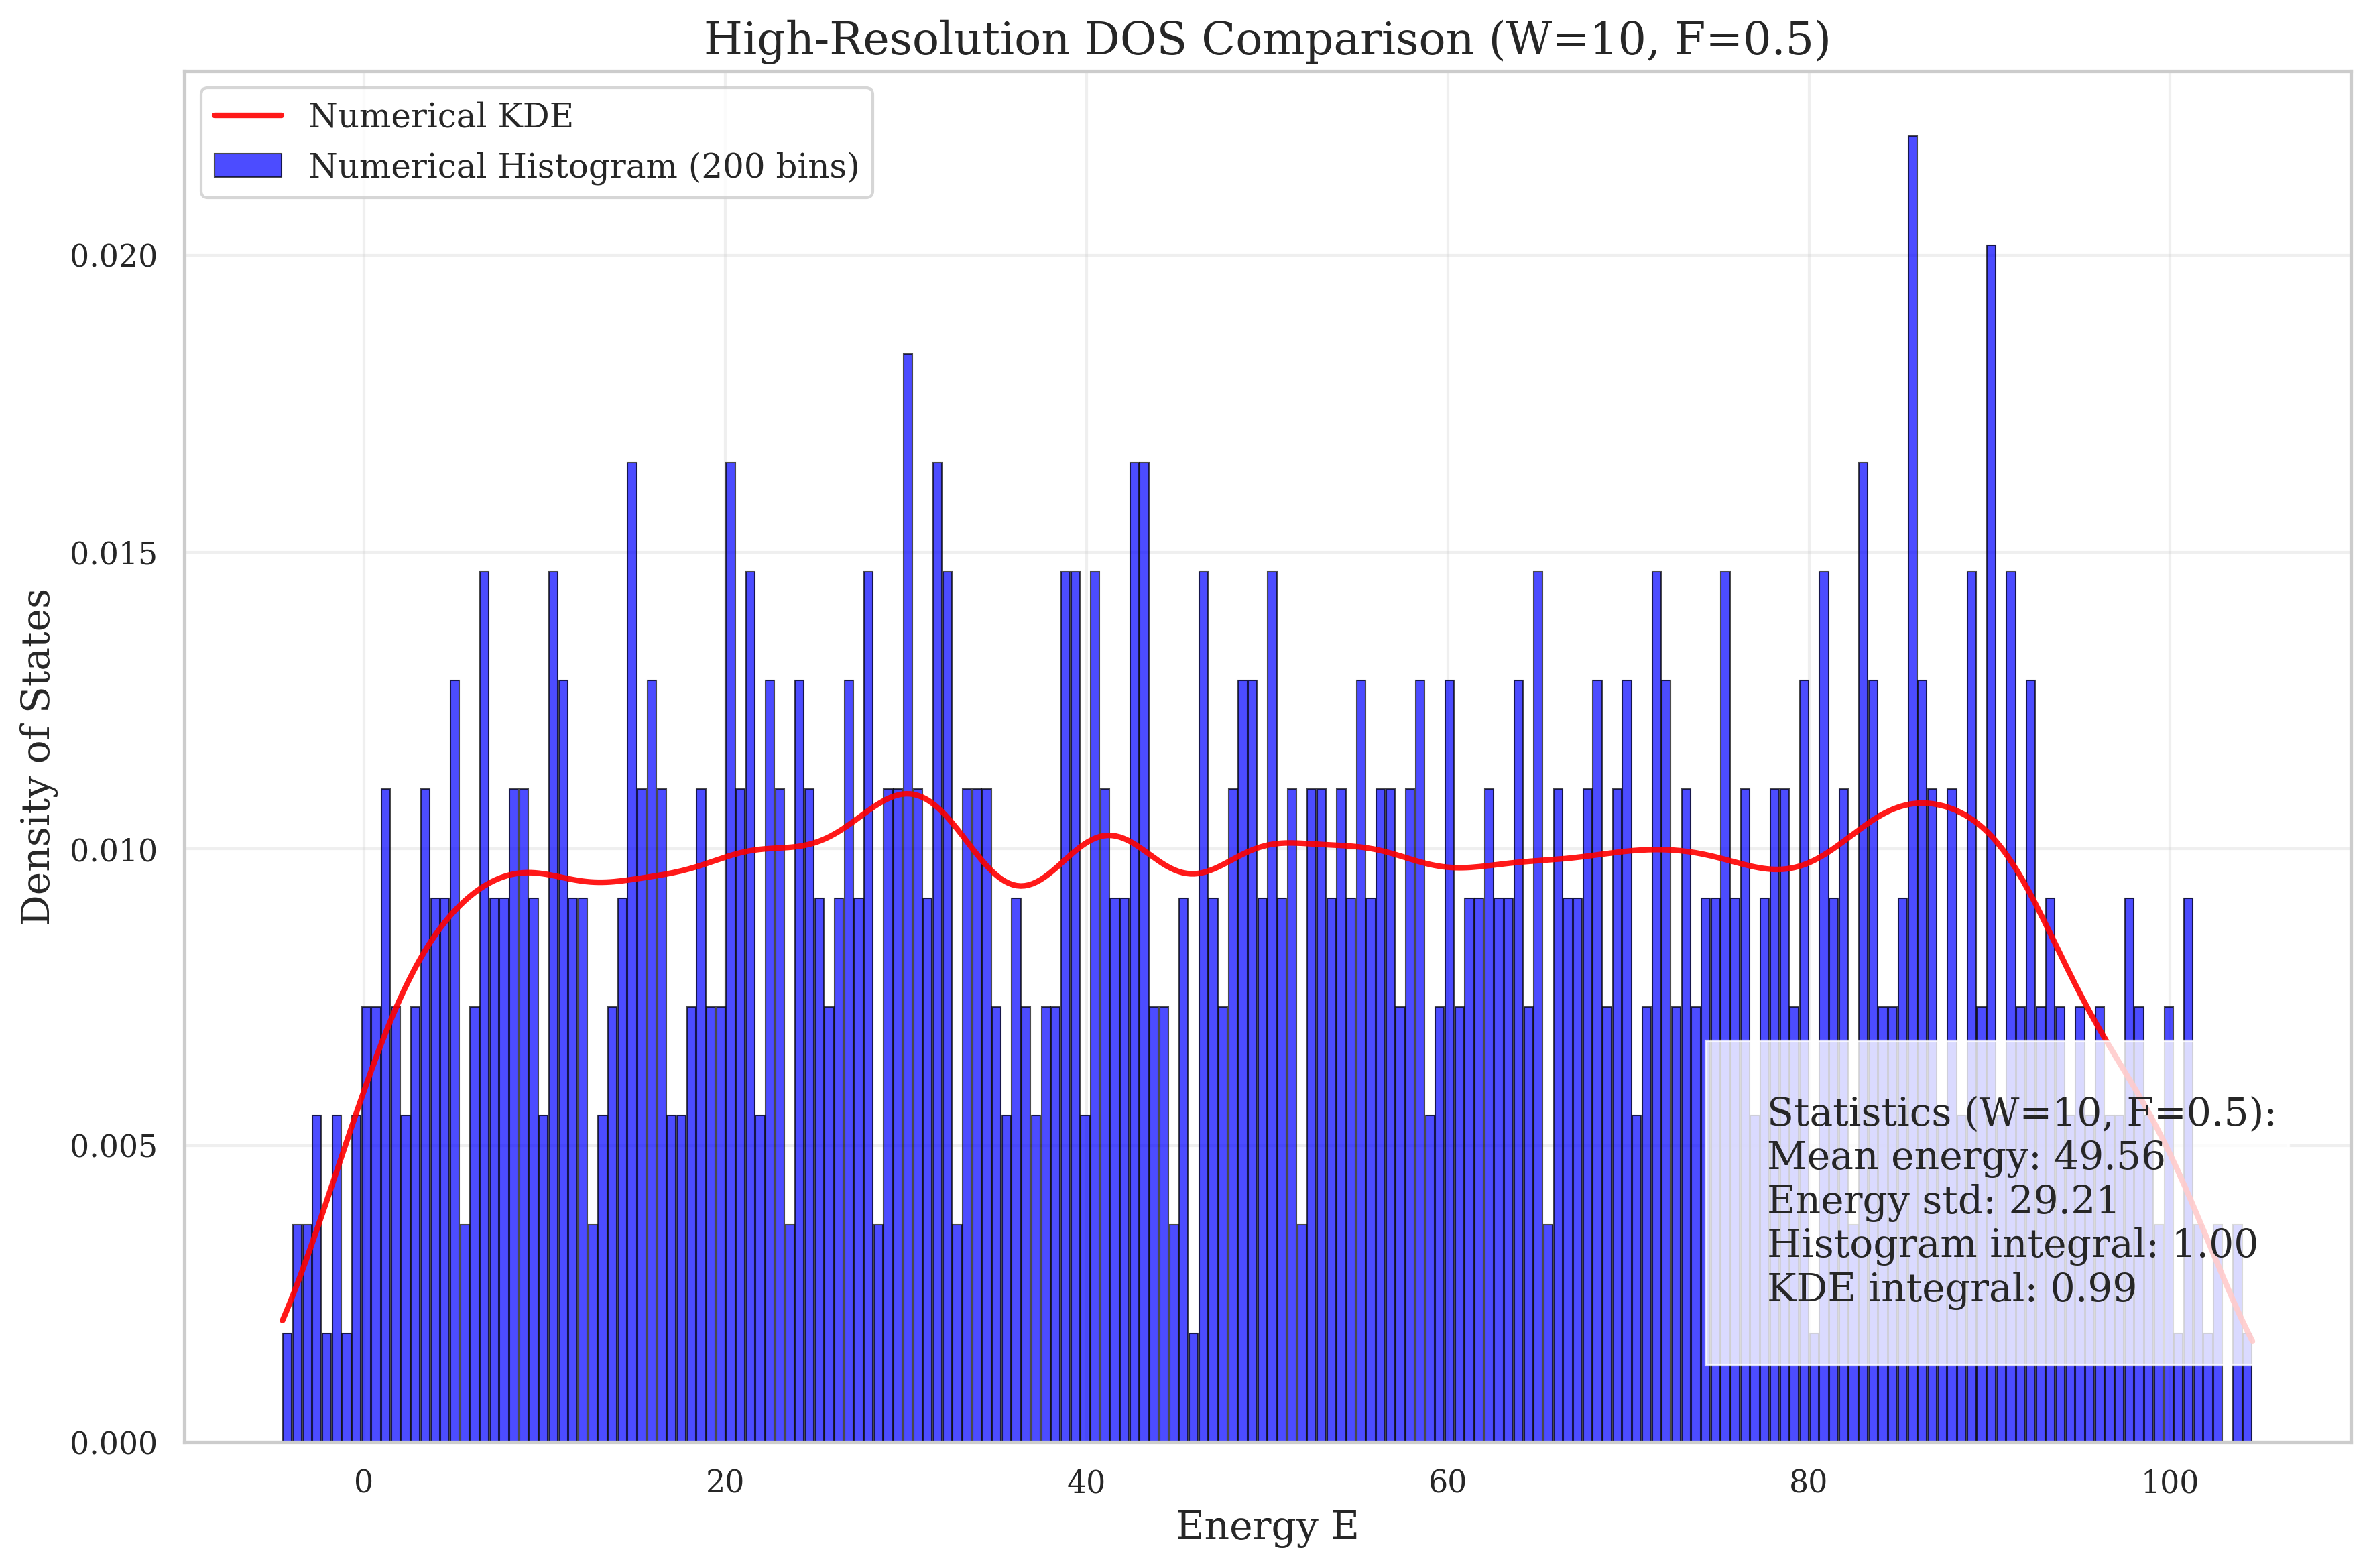 High-Resolution DOS Comparison (W=10, F=0.5)
Numerical KDE
Numerical Histogram (200 bins)
0.020
0.015
0.010
0.005
0.000
Density of States
Statistics (W=10, F=0.5):
Mean energy: 49.56
Energy std: 29.21
Histogram integral: 1.00
KDE integral: 0.99
0 20 40 60 80 100
Energy E